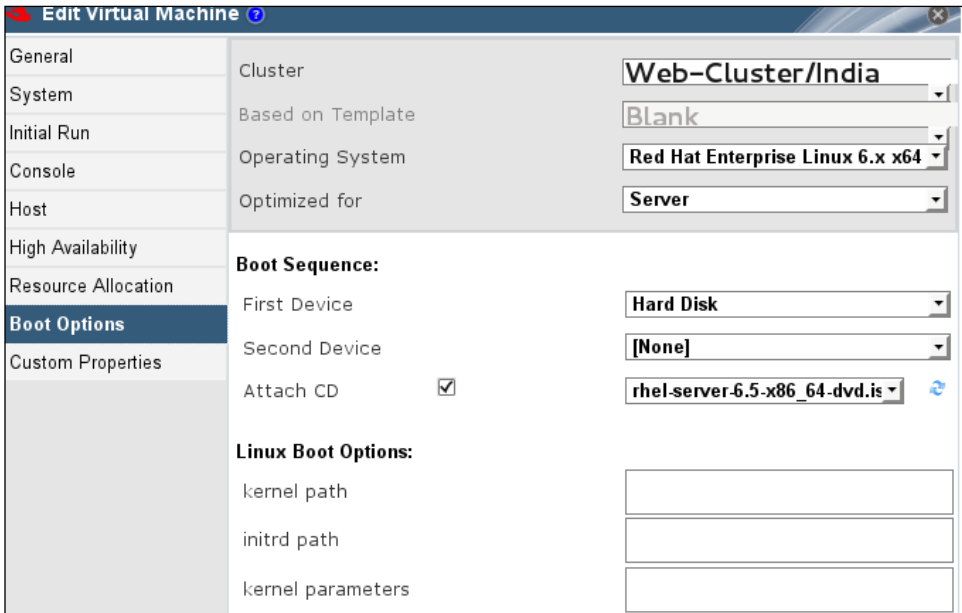 Edit Virtual Machine ?
General
System
Initial Run
Console
Host
High Availability
Resource Allocation
Boot Options
Custom Properties
Cluster Web-Cluster/India
Based on Template Blank
Operating System Red Hat Enterprise Linux 6.x x64
Optimized for Server
Boot Sequence:
First Device Hard Disk
Second Device [None]
Attach CD rhel-server-6.5-x86_64-dvd.is
Linux Boot Options:
kernel path
initrd path
kernel parameters